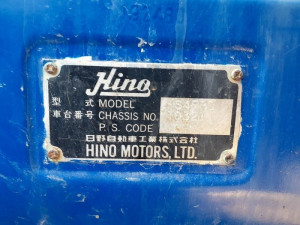 Hino
型 式 MODEL
車台番号 CHASSIS NO.
P. S. CODE
日野自動車工業株式会社
HINO MOTORS, LTD.